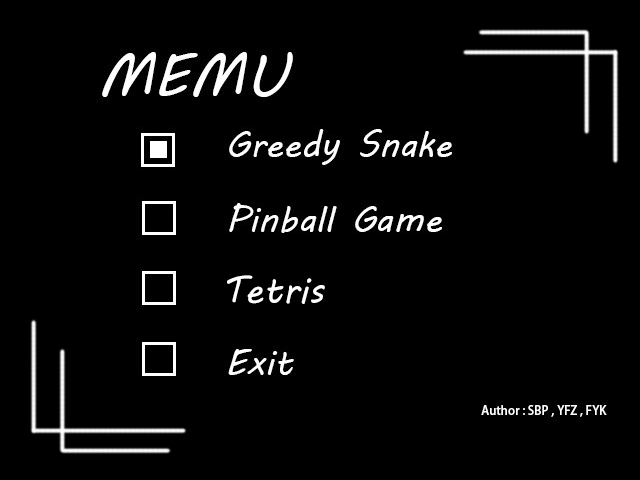 MEMU
Greedy Snake
Pinball Game
Tetris
Exit
Author : SBP , YFZ , FYK